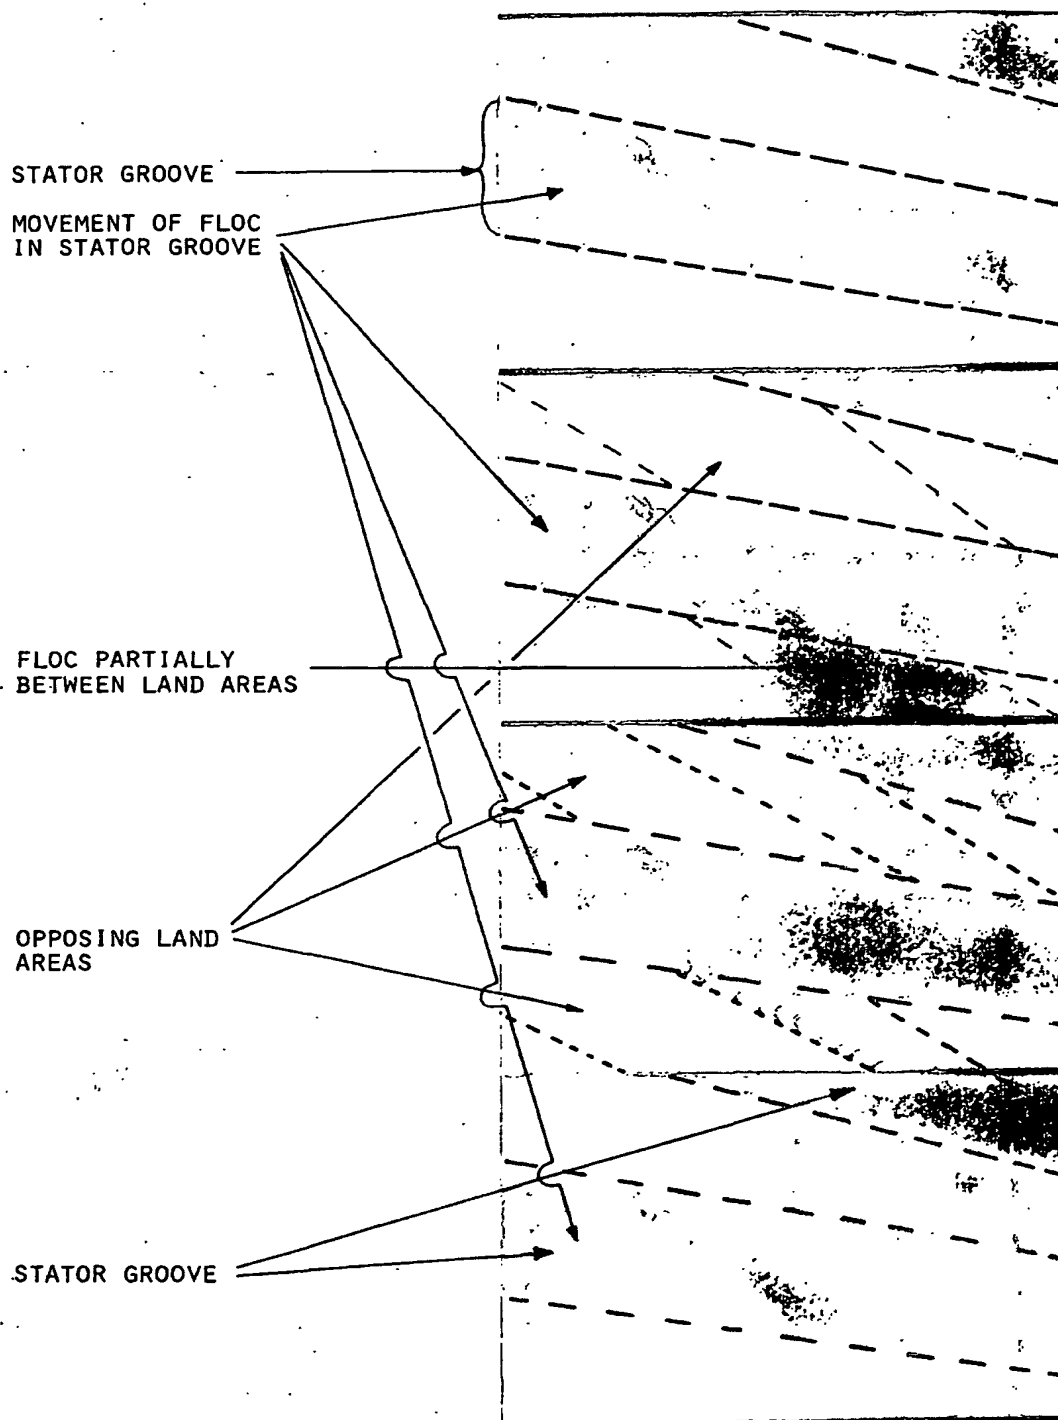 STATOR GROOVE
MOVEMENT OF FLOC
IN STATOR GROOVE
FLOC PARTIALLY
BETWEEN LAND AREAS
OPPOSING LAND
AREAS
STATOR GROOVE